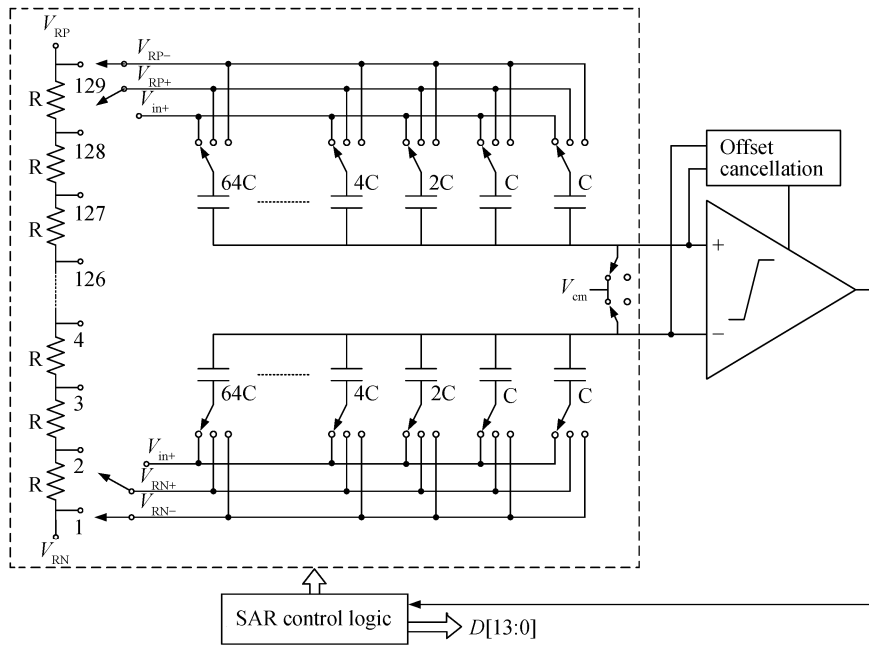 V_RP
V_RP−
V_RP+
V_in+
129
R
128
R
127
R
126
4
R
3
R
2
R
1
V_RN
64C
4C
2C
C
C
V_cm
64C
4C
2C
C
C
V_in+
V_RN+
V_RN−
Offset
cancellation
+
−
SAR control logic
D[13:0]